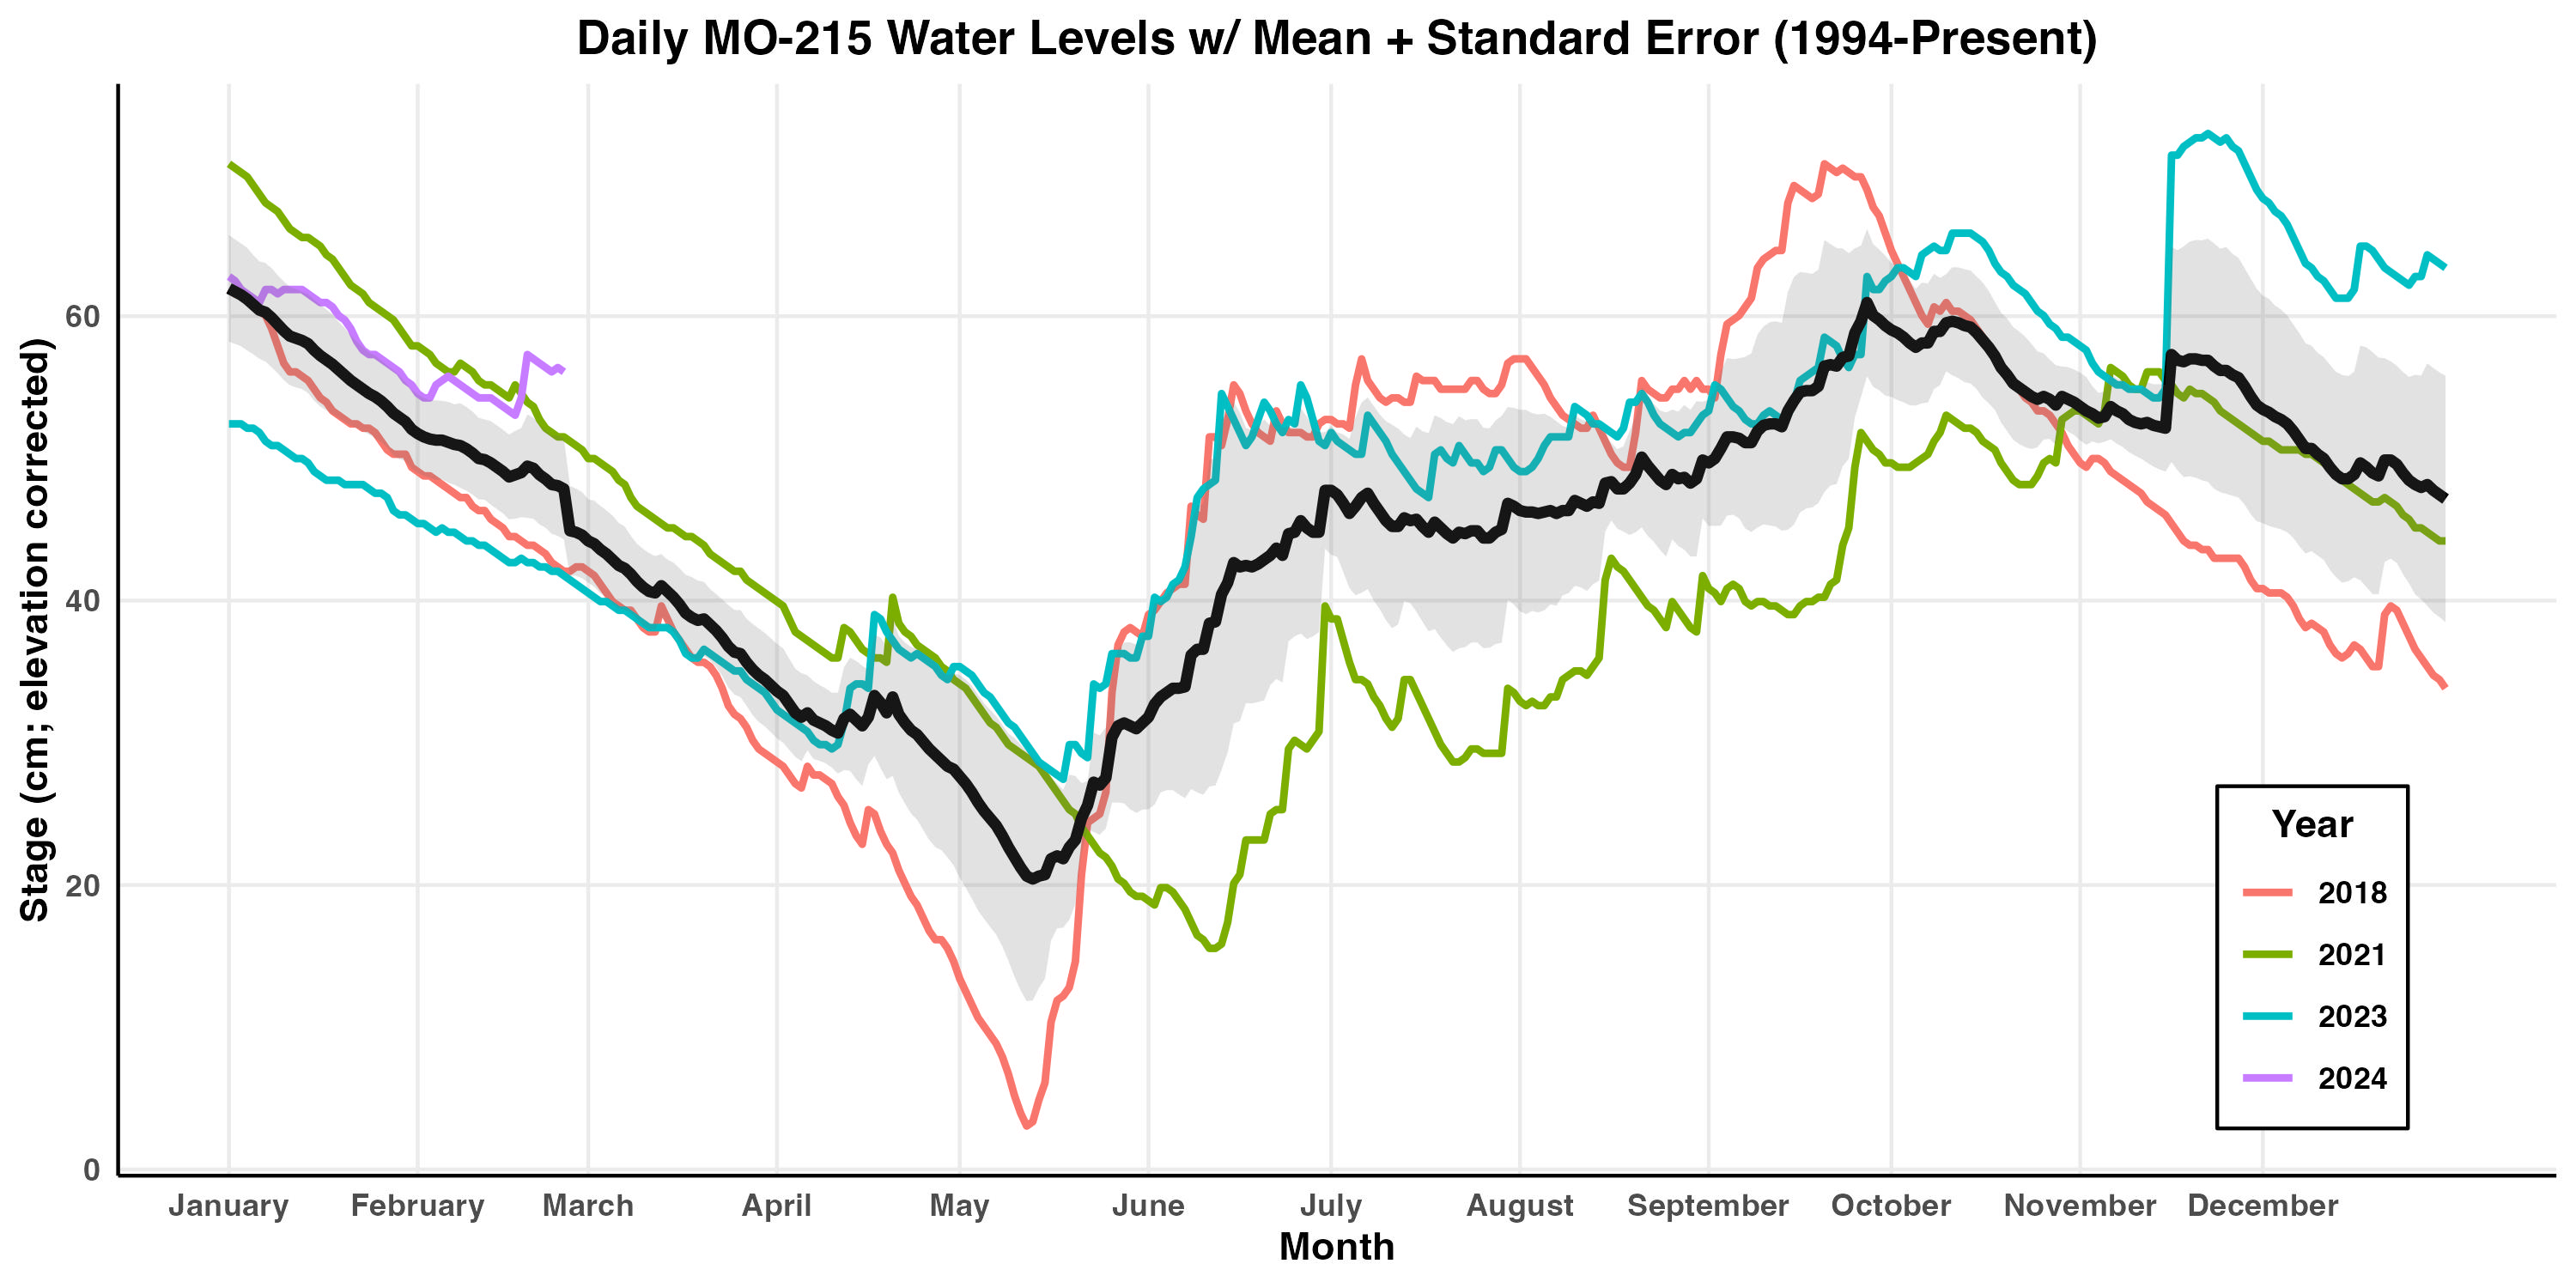 Daily MO-215 Water Levels w/ Mean + Standard Error (1994-Present)
Stage (cm; elevation corrected)
60
40
20
0
January February March April May June July August September October November December
Month
Year
2018
2021
2023
2024